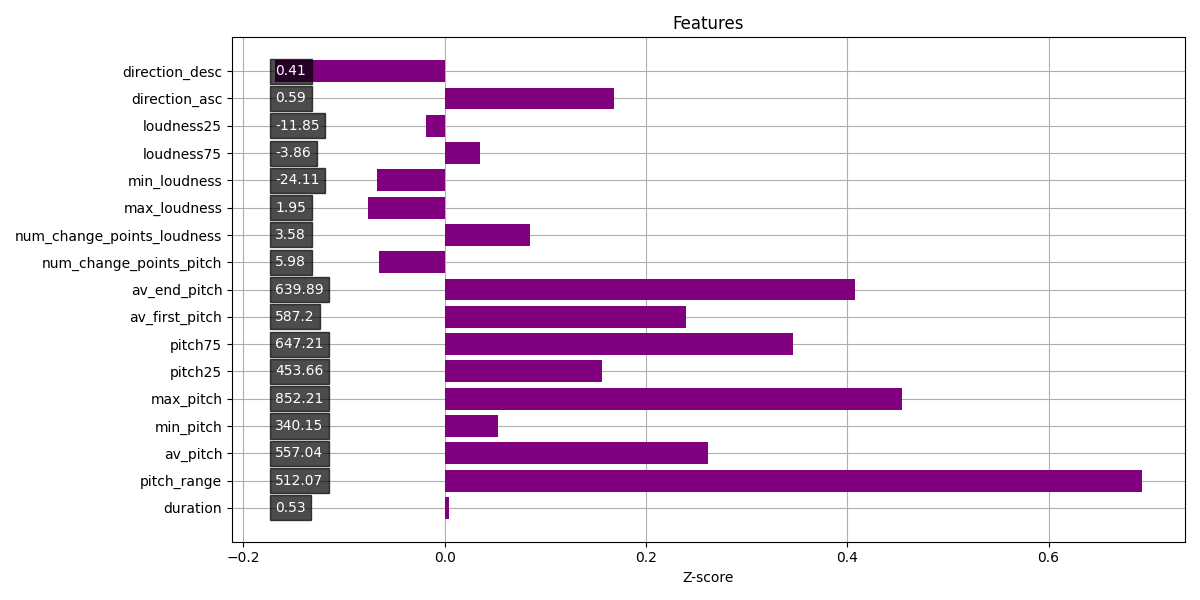 Features
direction_desc 0.41
direction_asc 0.59
loudness25 -11.85
loudness75 -3.86
min_loudness -24.11
max_loudness 1.95
num_change_points_loudness 3.58
num_change_points_pitch 5.98
av_end_pitch 639.89
av_first_pitch 587.2
pitch75 647.21
pitch25 453.66
max_pitch 852.21
min_pitch 340.15
av_pitch 557.04
pitch_range 512.07
duration 0.53
−0.2 0.0 0.2 0.4 0.6
Z-score